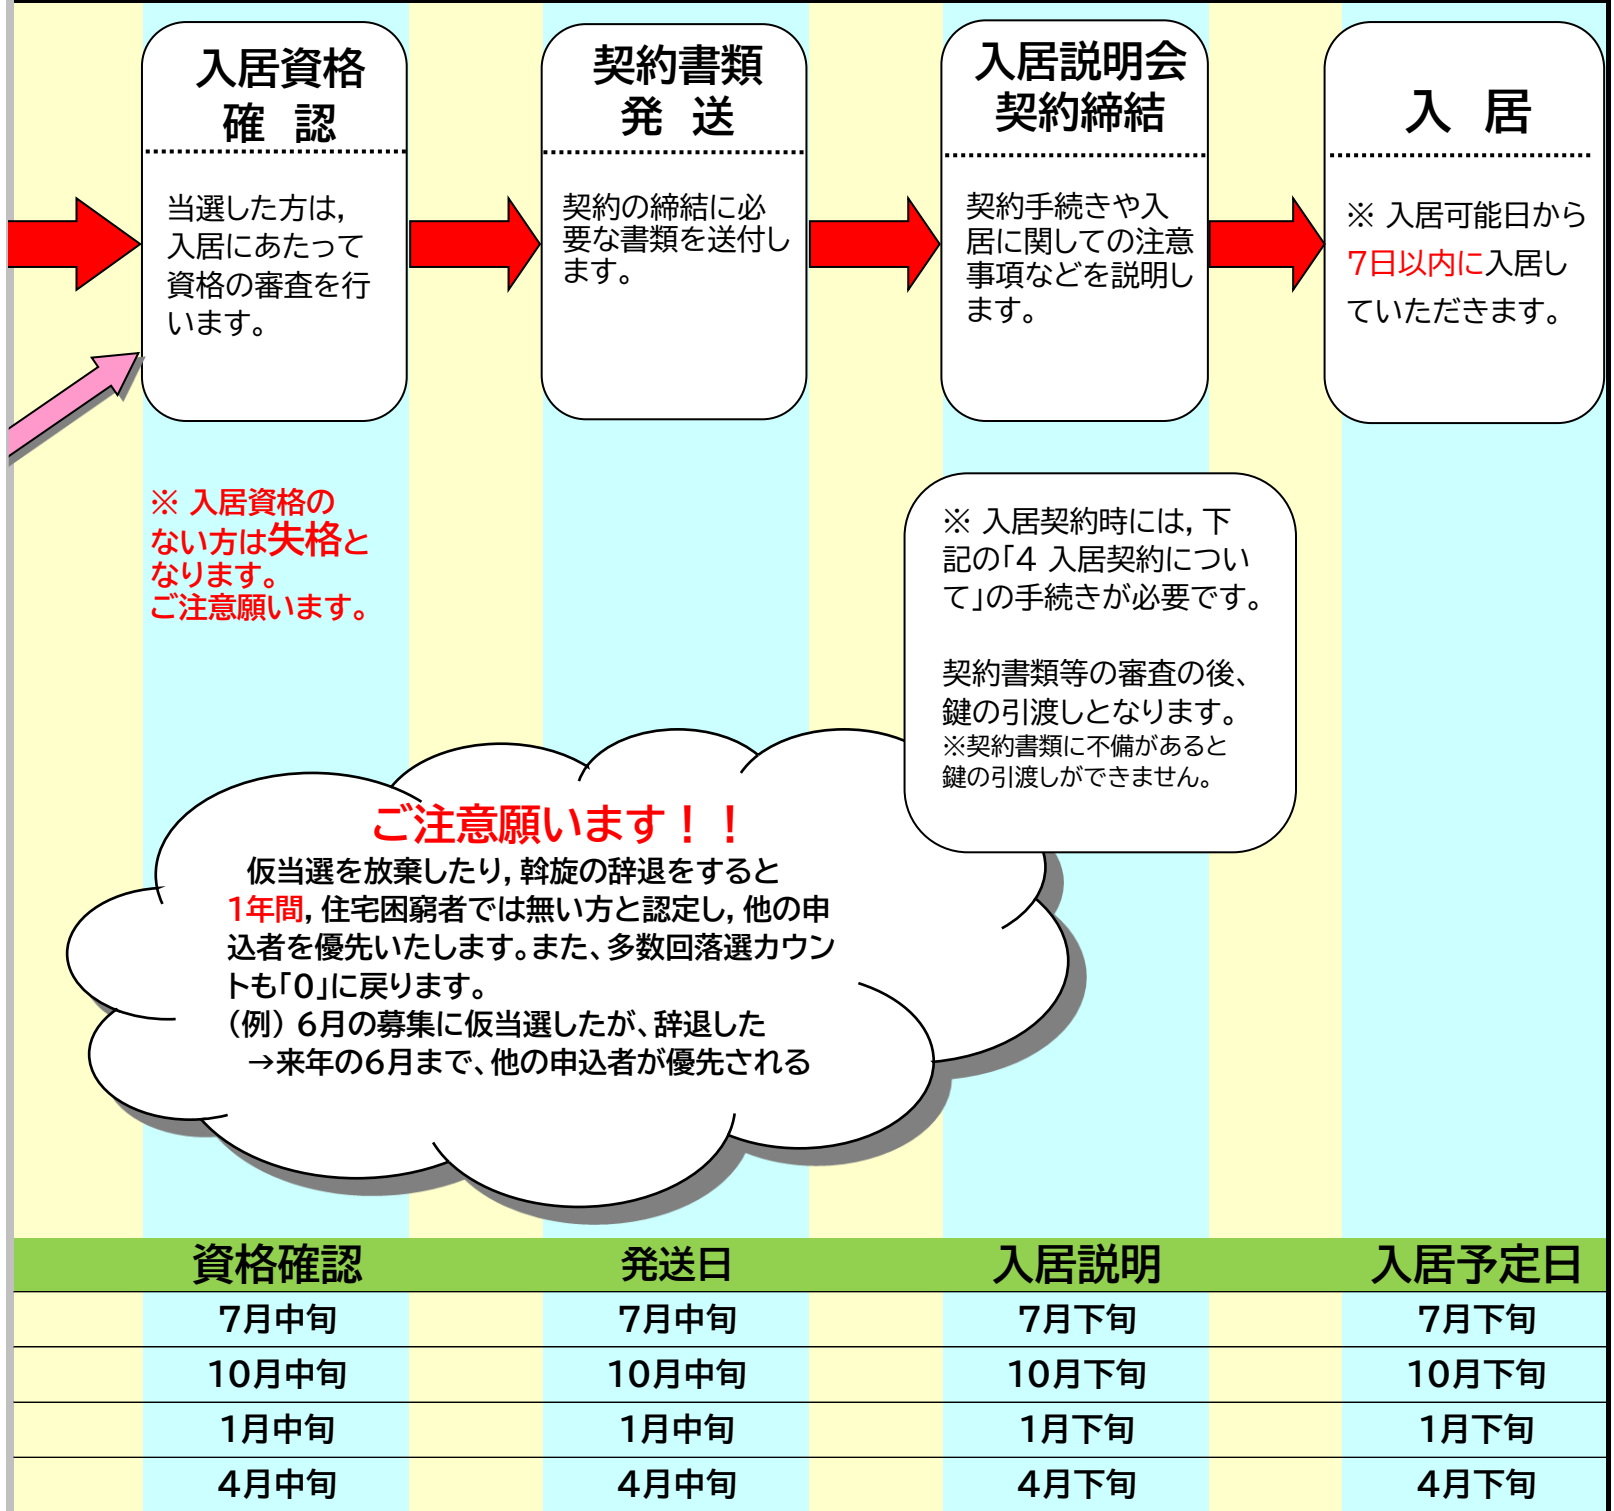 入居資格
確　認
当選した方は，
入居にあたって
資格の審査を行
います。
契約書類
発　送
契約の締結に必
要な書類を送付し
ます。
入居説明会
契約締結
契約手続きや入
居に関しての注意
事項などを説明し
ます。
入　居
※ 入居可能日から
7日以内に入居し
ていただきます。
※ 入居資格の
ない方は失格と
なります。
ご注意願います。
※ 入居契約時には，下
記の「4 入居契約につい
て」の手続きが必要です。
契約書類等の審査の後、
鍵の引渡しとなります。
※契約書類に不備があると
鍵の引渡しができません。
ご注意願います！！
仮当選を放棄したり，斡旋の辞退をすると
1年間，住宅困窮者では無い方と認定し，他の申
込者を優先いたします。また、多数回落選カウン
トも「0」に戻ります。
（例）6月の募集に仮当選したが、辞退した
→来年の6月まで、他の申込者が優先される
資格確認 発送日 入居説明 入居予定日
7月中旬 7月中旬 7月下旬 7月下旬
10月中旬 10月中旬 10月下旬 10月下旬
1月中旬 1月中旬 1月下旬 1月下旬
4月中旬 4月中旬 4月下旬 4月下旬